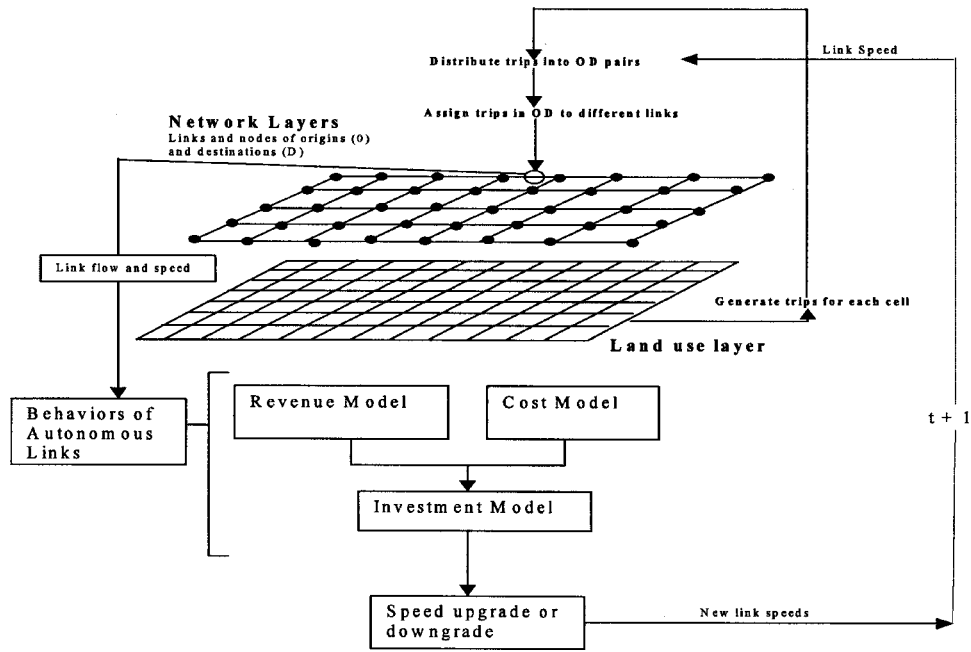 Link Speed
Distribute trips into OD pairs
Assign trips in OD to different links
Network Layers
Links and nodes of origins (0)
and destinations (D)
Link flow and speed
Generate trips for each cell
Land use layer
Revenue Model
Cost Model
Behaviors of
Autonomous
Links
t + 1
Investment Model
Speed upgrade or
downgrade
New link speeds